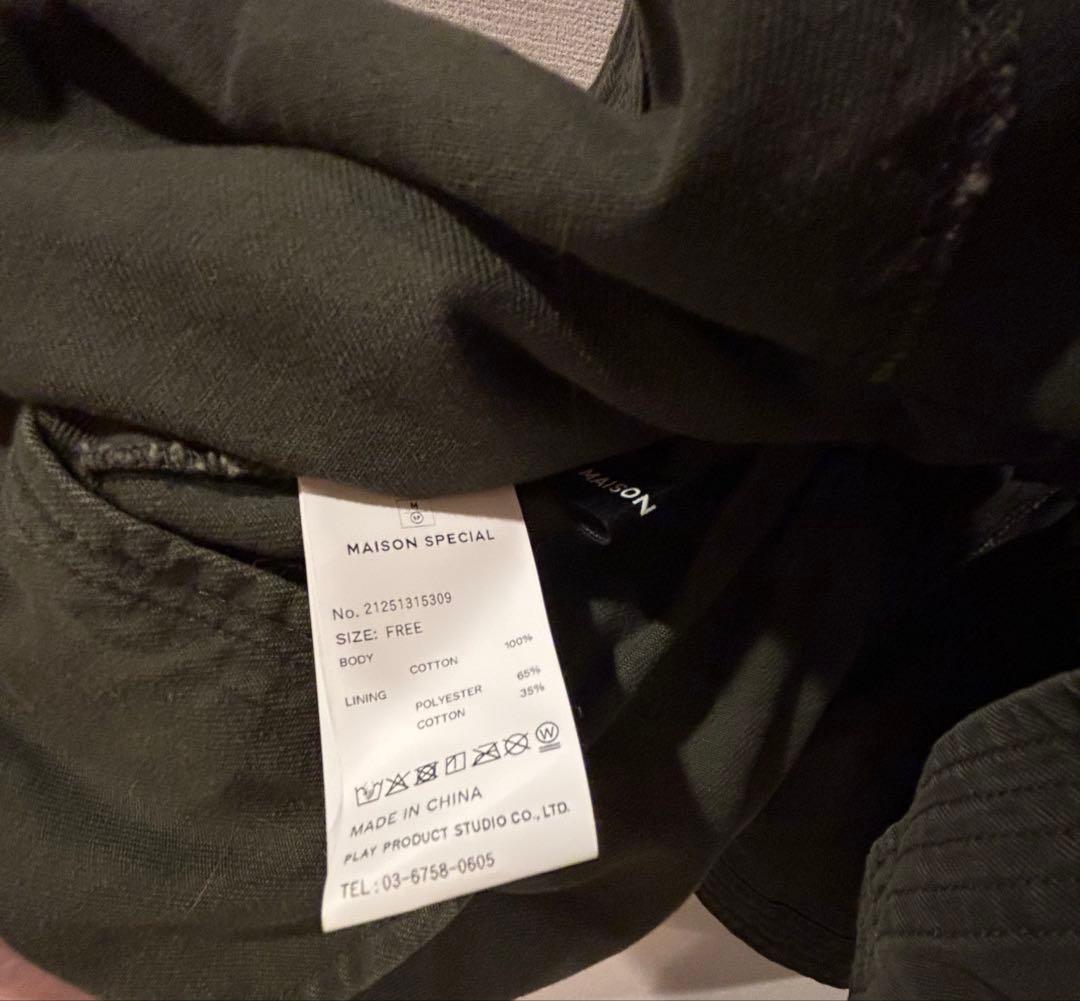 MAISON
MAISON SPECIAL
No. 21251315309
SIZE: FREE
BODY COTTON 100%
LINING POLYESTER 65%
COTTON 35%
W
MADE IN CHINA
PLAY PRODUCT STUDIO CO., LTD.
TEL:03-6758-0605